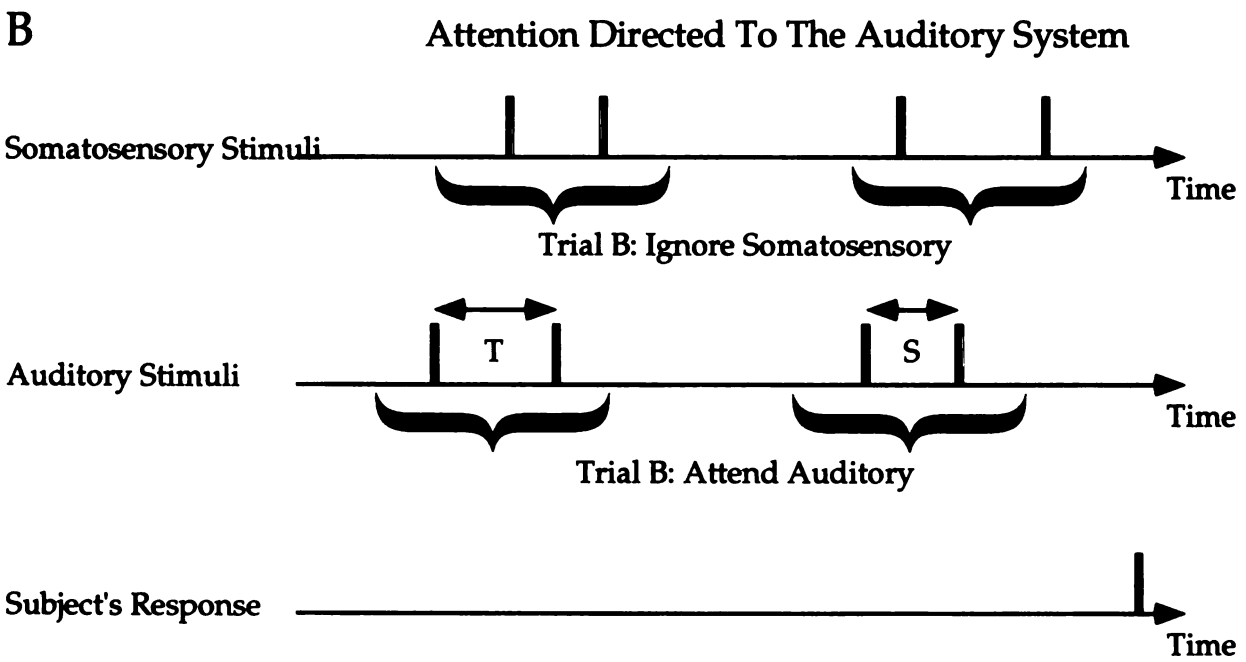 B
Attention Directed To The Auditory System
Somatosensory Stimuli
Time
Trial B: Ignore Somatosensory
T
S
Auditory Stimuli
Time
Trial B: Attend Auditory
Subject's Response
Time